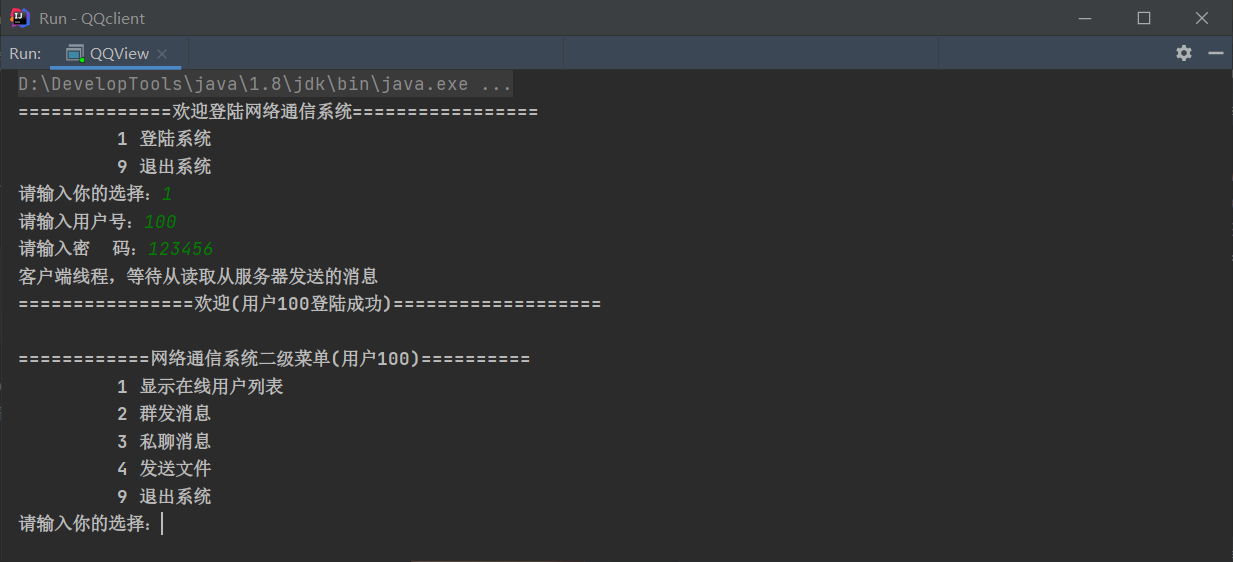 Run - QQclient
Run: QQView
D:\DevelopTools\java\1.8\jdk\bin\java.exe ...
==============欢迎登陆网络通信系统=================
1 登陆系统
9 退出系统
请输入你的选择：1
请输入用户号：100
请输入密  码：123456
客户端线程，等待从读取从服务器发送的消息
================欢迎(用户100登陆成功)===================
============网络通信系统二级菜单(用户100)==========
1 显示在线用户列表
2 群发消息
3 私聊消息
4 发送文件
9 退出系统
请输入你的选择：